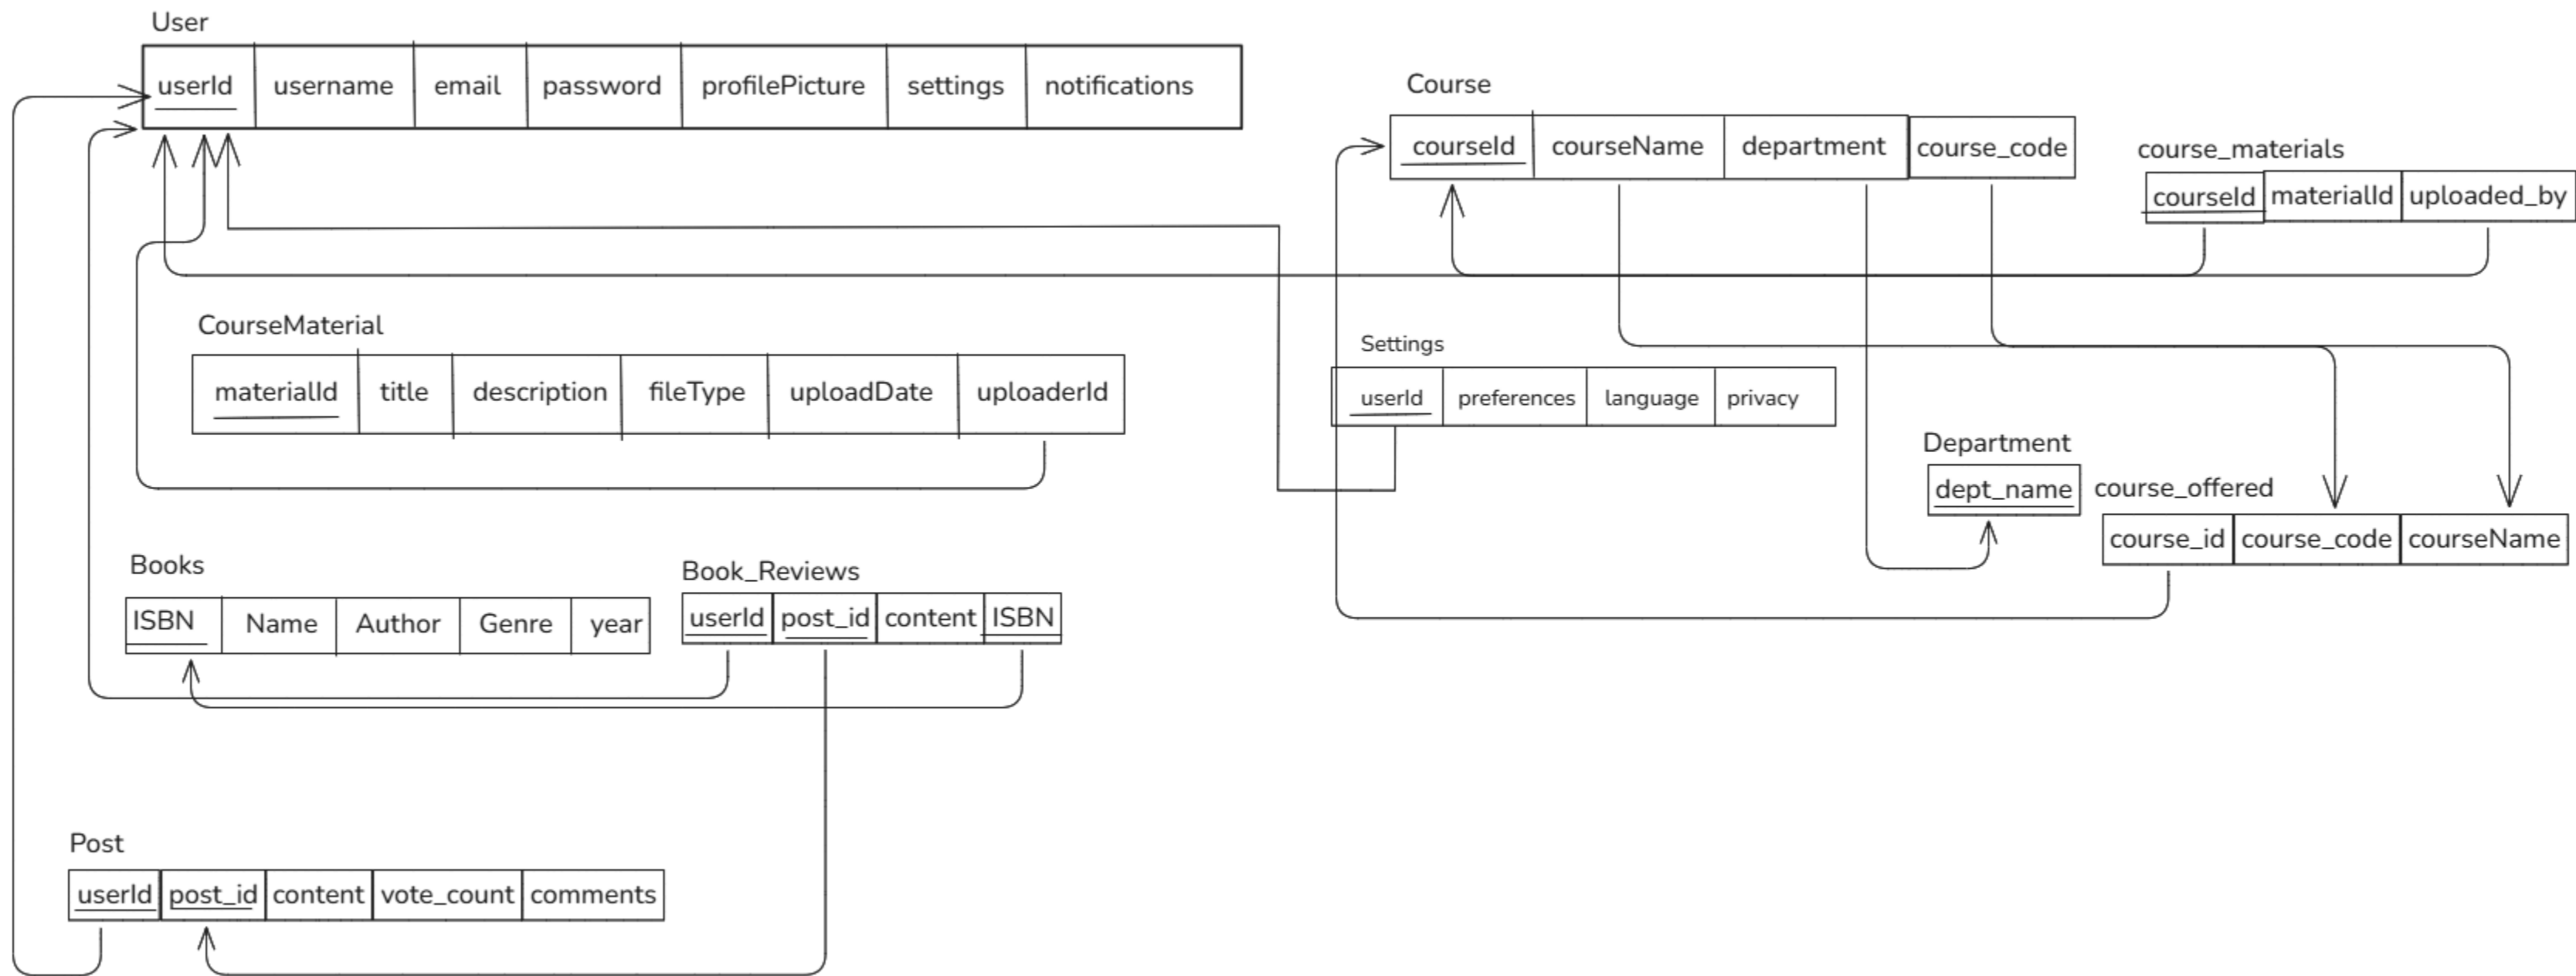 User
userId username email password profilePicture settings notifications
Course
courseId courseName department course_code
course_materials
courseId materialId uploaded_by
CourseMaterial
materialId title description fileType uploadDate uploaderId
Settings
userId preferences language privacy
Department
dept_name
course_offered
course_id course_code courseName
Books
ISBN Name Author Genre year
Book_Reviews
userId post_id content ISBN
Post
userId post_id content vote_count comments